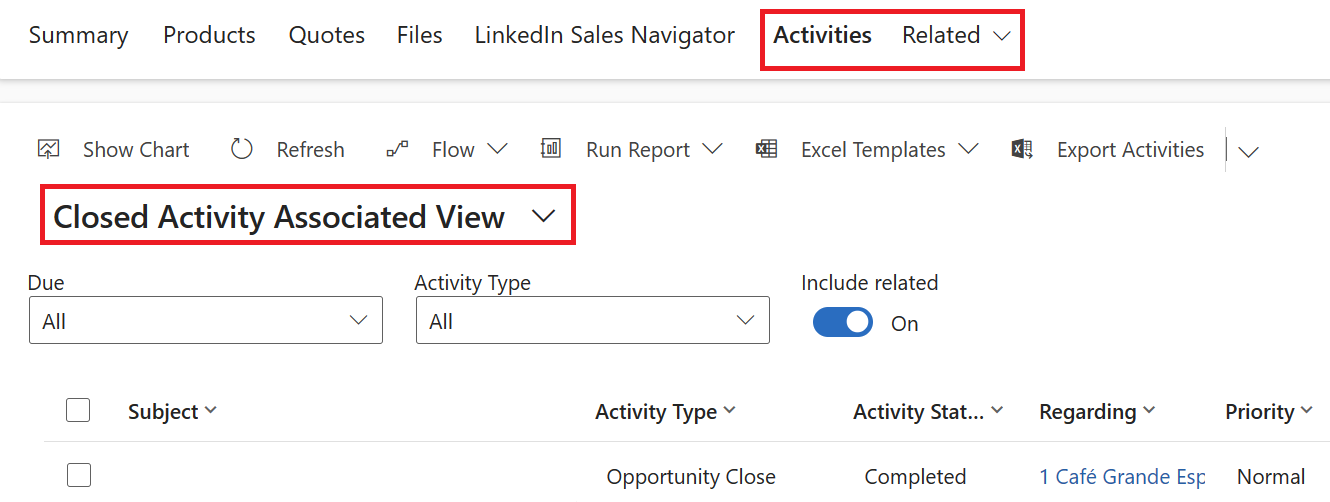 Summary Products Quotes Files LinkedIn Sales Navigator Activities Related
Show Chart Refresh Flow Run Report Excel Templates Export Activities
Closed Activity Associated View
Due Activity Type Include related
All All On
Subject Activity Type Activity Stat... Regarding Priority
Opportunity Close Completed 1 Café Grande Esp Normal